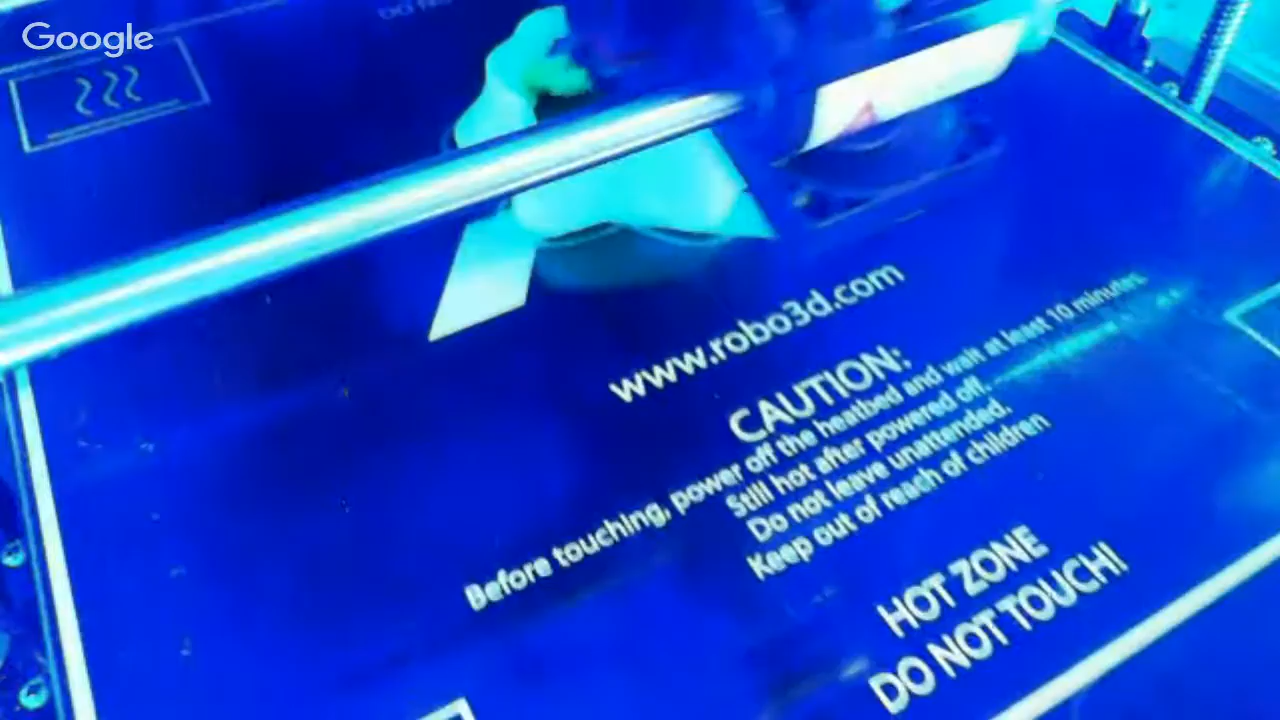 Google
www.robo3d.com
CAUTION:
Before touching, power off the heatbed and wait at least 10 minutes.
Still hot after powered off.
Do not leave unattended.
Keep out of reach of children
HOT ZONE
DO NOT TOUCH!